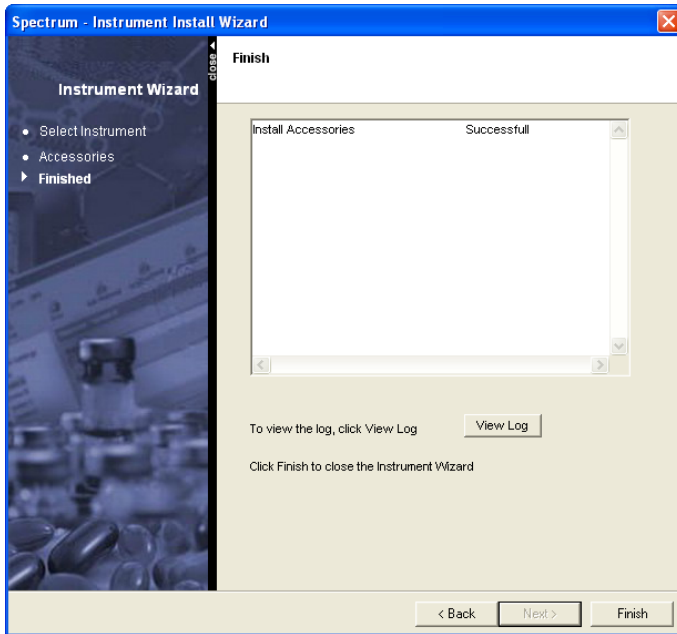 Spectrum - Instrument Install Wizard
close
Instrument Wizard
Select Instrument
Accessories
Finished
Finish
Install Accessories Successfull
To view the log, click View Log View Log
Click Finish to close the Instrument Wizard
< Back Next > Finish